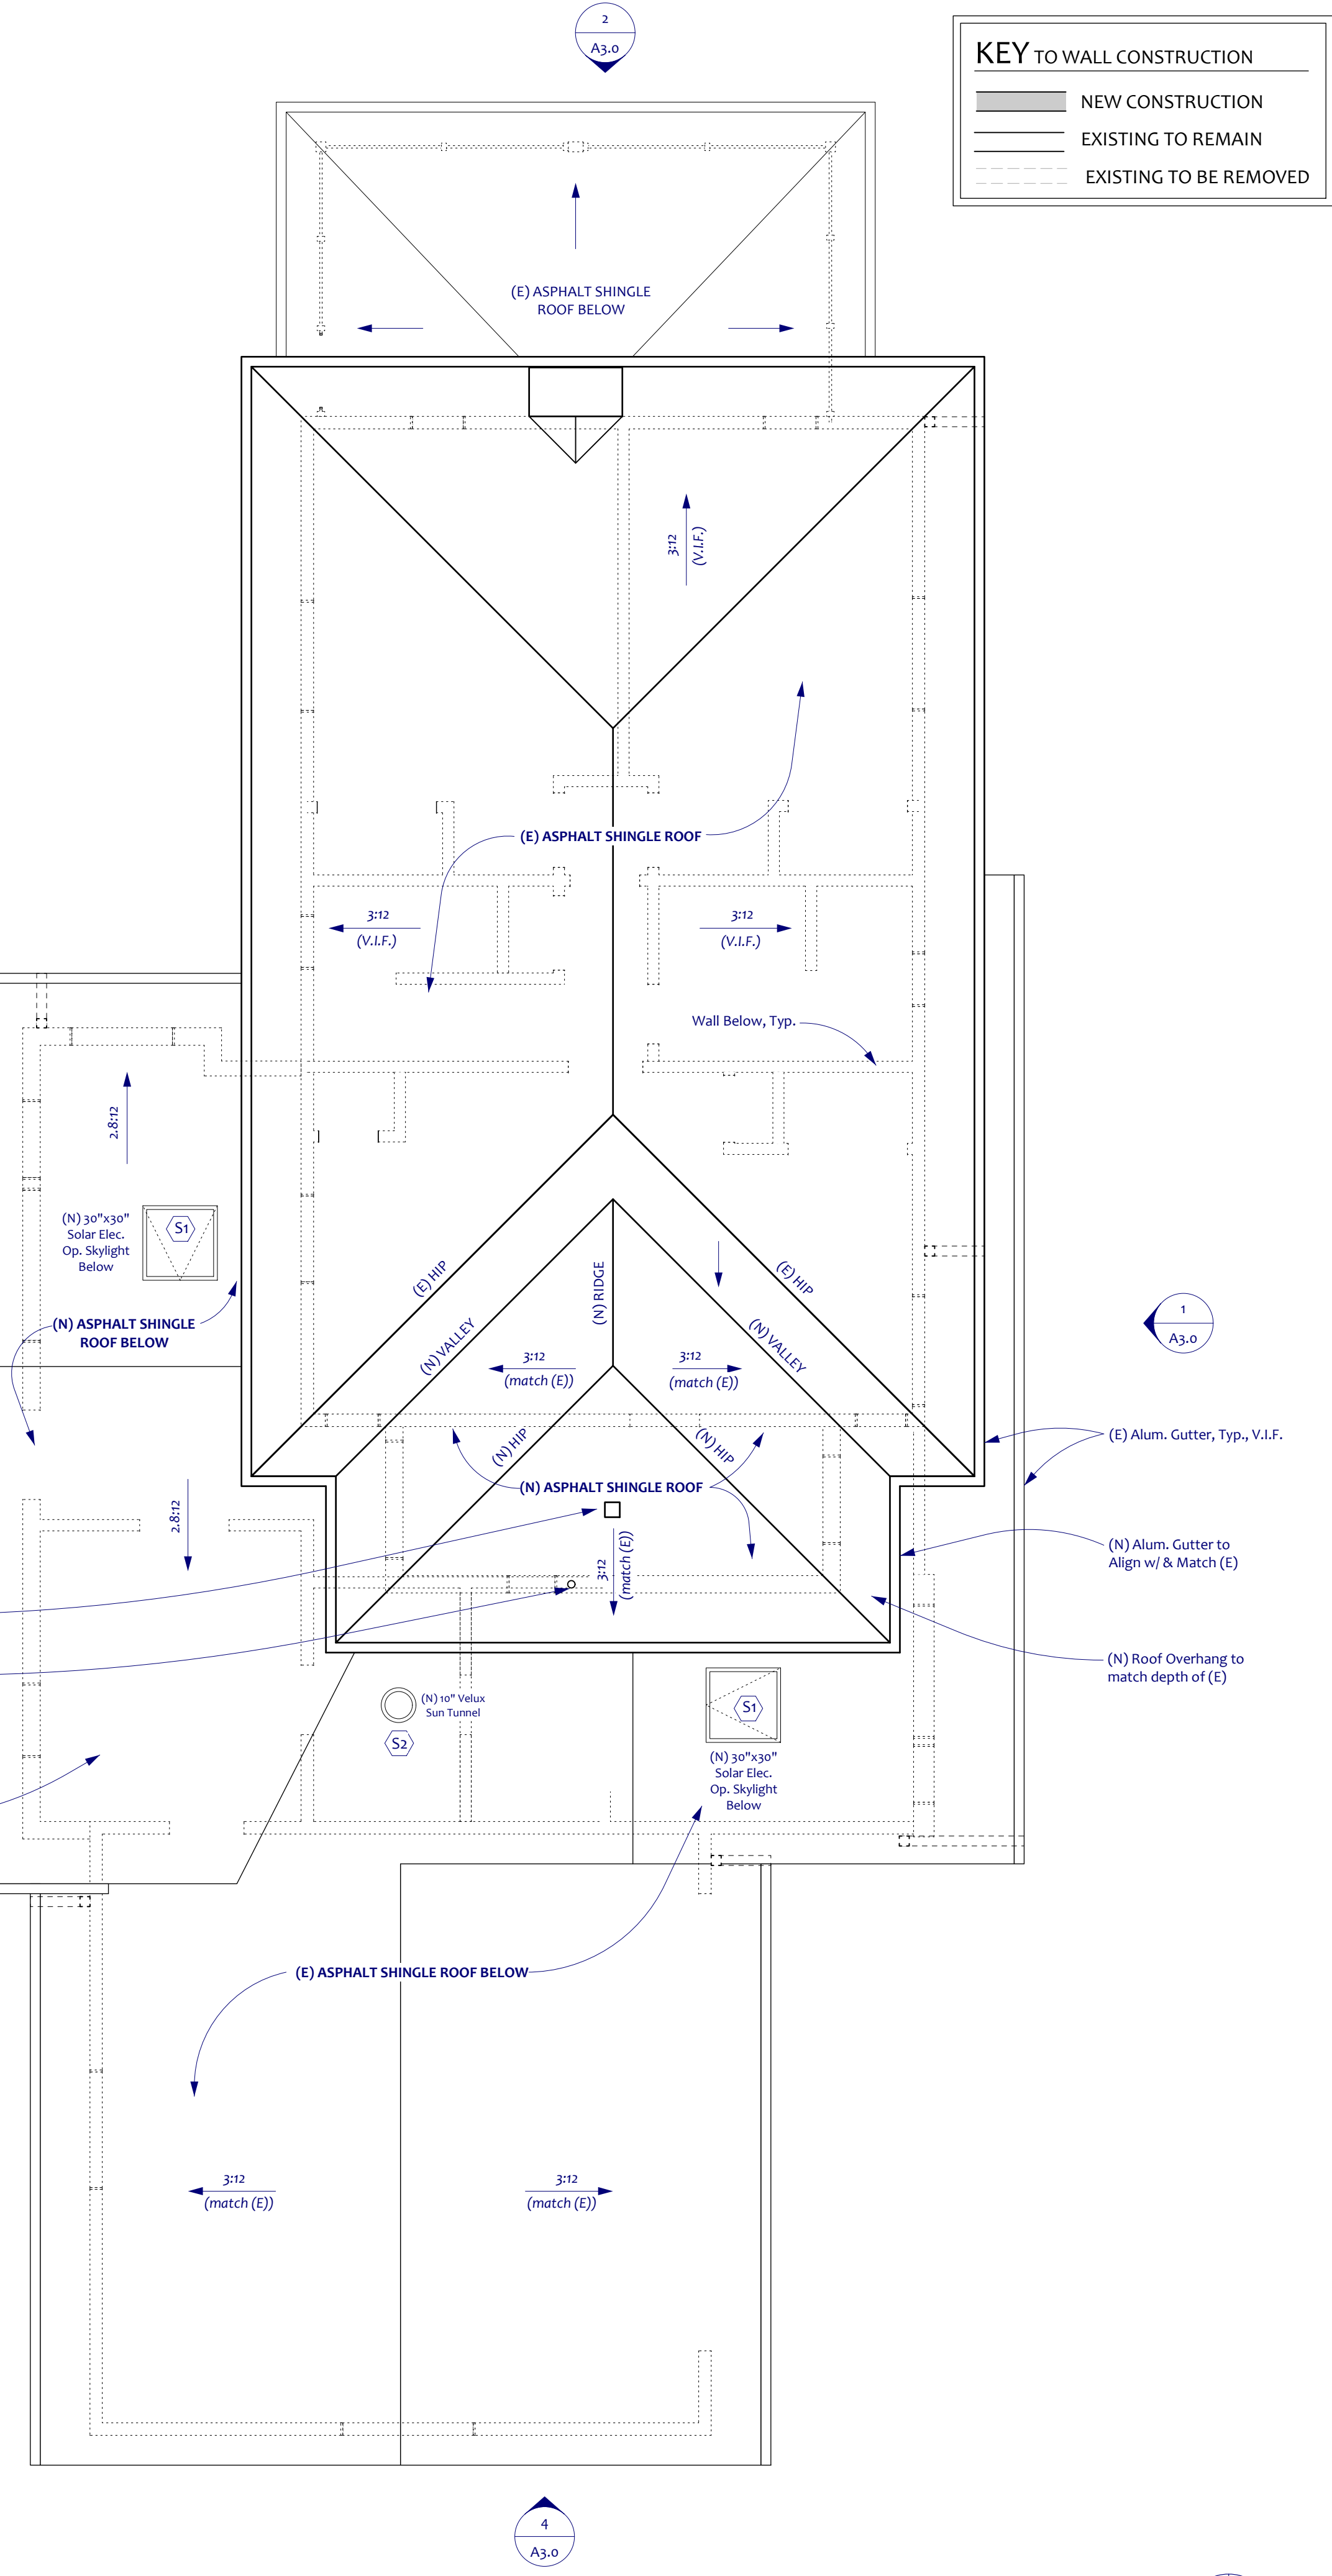 2
A3.0
KEY TO WALL CONSTRUCTION
NEW CONSTRUCTION
EXISTING TO REMAIN
EXISTING TO BE REMOVED
(E) ASPHALT SHINGLE
ROOF BELOW
3:12
(V.I.F.)
(E) ASPHALT SHINGLE ROOF
3:12
(V.I.F.)
3:12
(V.I.F.)
Wall Below, Typ.
2.8:12
(N) 30"x30"
Solar Elec.
Op. Skylight
Below
S1
(N) ASPHALT SHINGLE
ROOF BELOW
(E) HIP
(N) VALLEY
(N) RIDGE
(E) HIP
(N) VALLEY
3:12
(match (E))
3:12
(match (E))
1
A3.0
(N) HIP
(N) HIP
(E) Alum. Gutter, Typ., V.I.F.
(N) ASPHALT SHINGLE ROOF
2.8:12
3:12
(match (E))
(N) Alum. Gutter to
Align w/ & Match (E)
(N) Roof Overhang to
match depth of (E)
(N) 10" Velux
Sun Tunnel
S2
S1
(N) 30"x30"
Solar Elec.
Op. Skylight
Below
(E) ASPHALT SHINGLE ROOF BELOW
3:12
(match (E))
3:12
(match (E))
4
A3.0